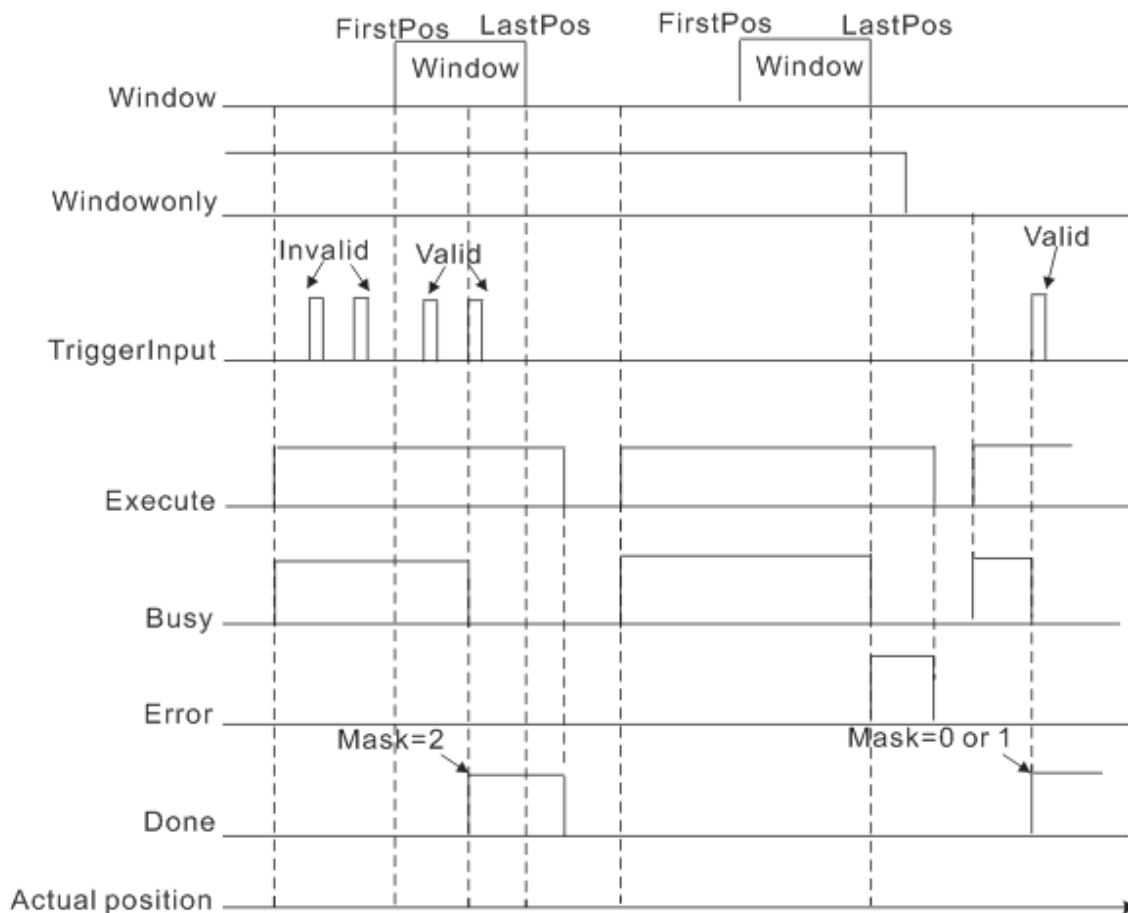 FirstPos LastPos FirstPos LastPos
Window Window
Window
Windowonly
Invalid Valid Valid
TriggerInput
Execute
Busy
Error
Mask=2 Mask=0 or 1
Done
Actual position